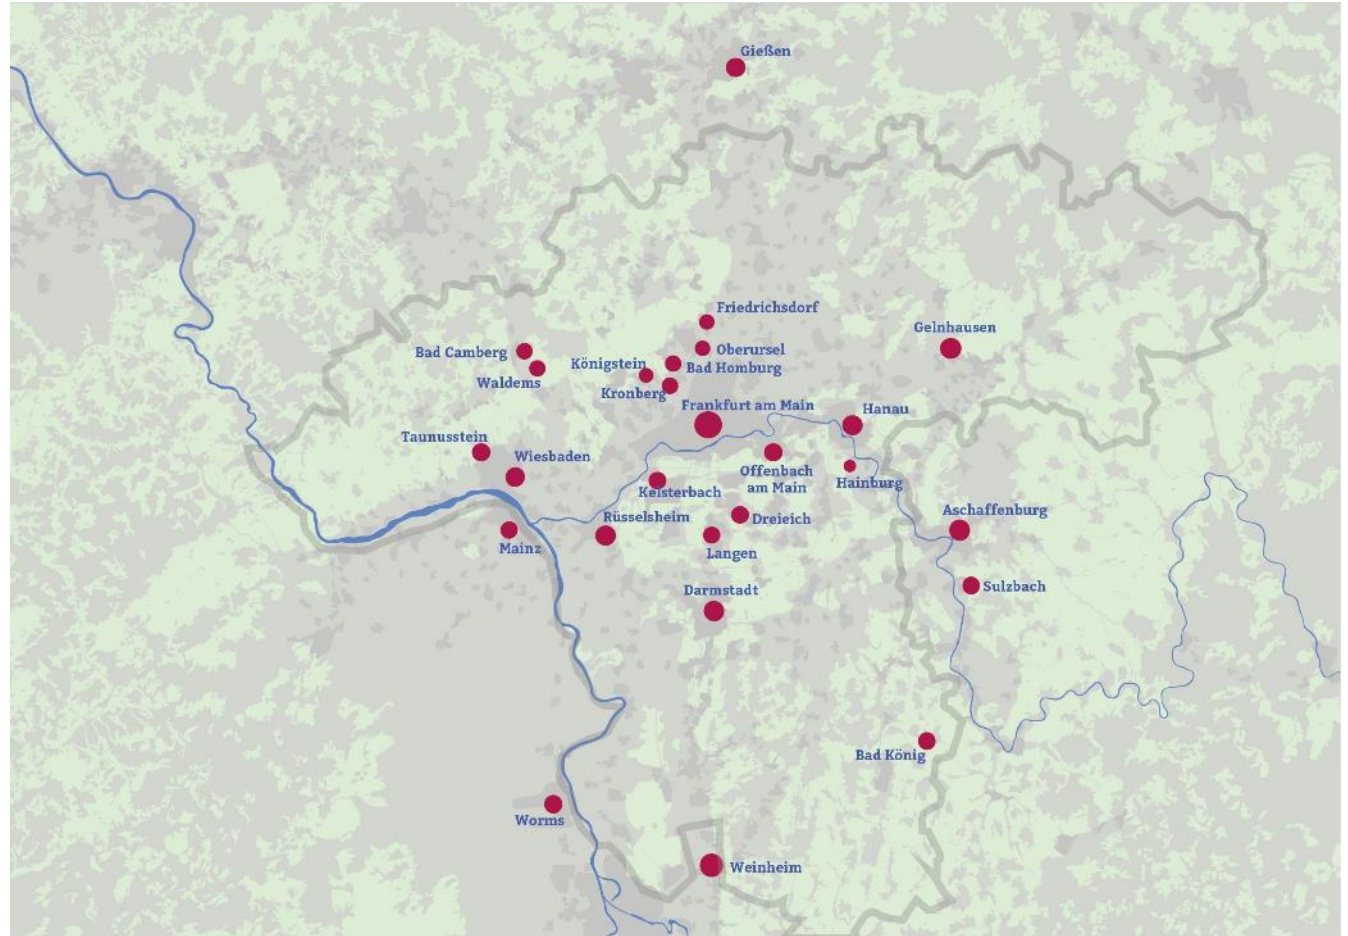 Gießen
Friedrichsdorf
Gelnhausen
Oberursel
Bad Camberg
Königstein
Bad Homburg
Waldems
Kronberg
Frankfurt am Main
Hanau
Taunusstein
Wiesbaden
Offenbach
am Main
Hainburg
Kelsterbach
Aschaffenburg
Rüsselsheim
Dreieich
Mainz
Langen
Sulzbach
Darmstadt
Bad König
Worms
Weinheim